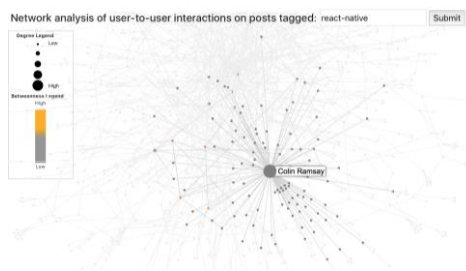 Network analysis of user-to-user interactions on posts tagged: react-native Submit
Degree Legend
Low
High
Betweenness Legend
High
Low
Colin Ramsay